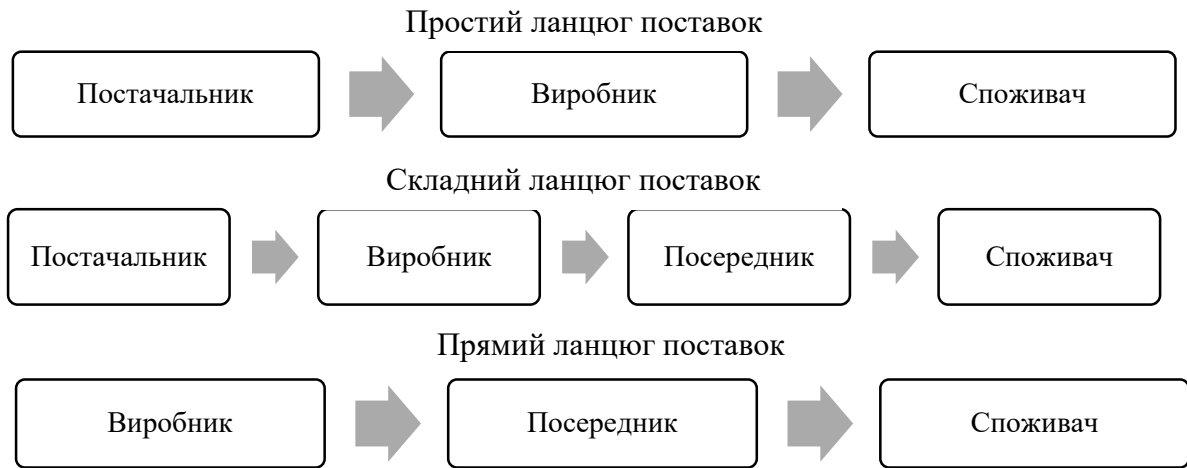 Простий ланцюг поставок
Постачальник Виробник Споживач
Складний ланцюг поставок
Постачальник Виробник Посередник Споживач
Прямий ланцюг поставок
Виробник Посередник Споживач